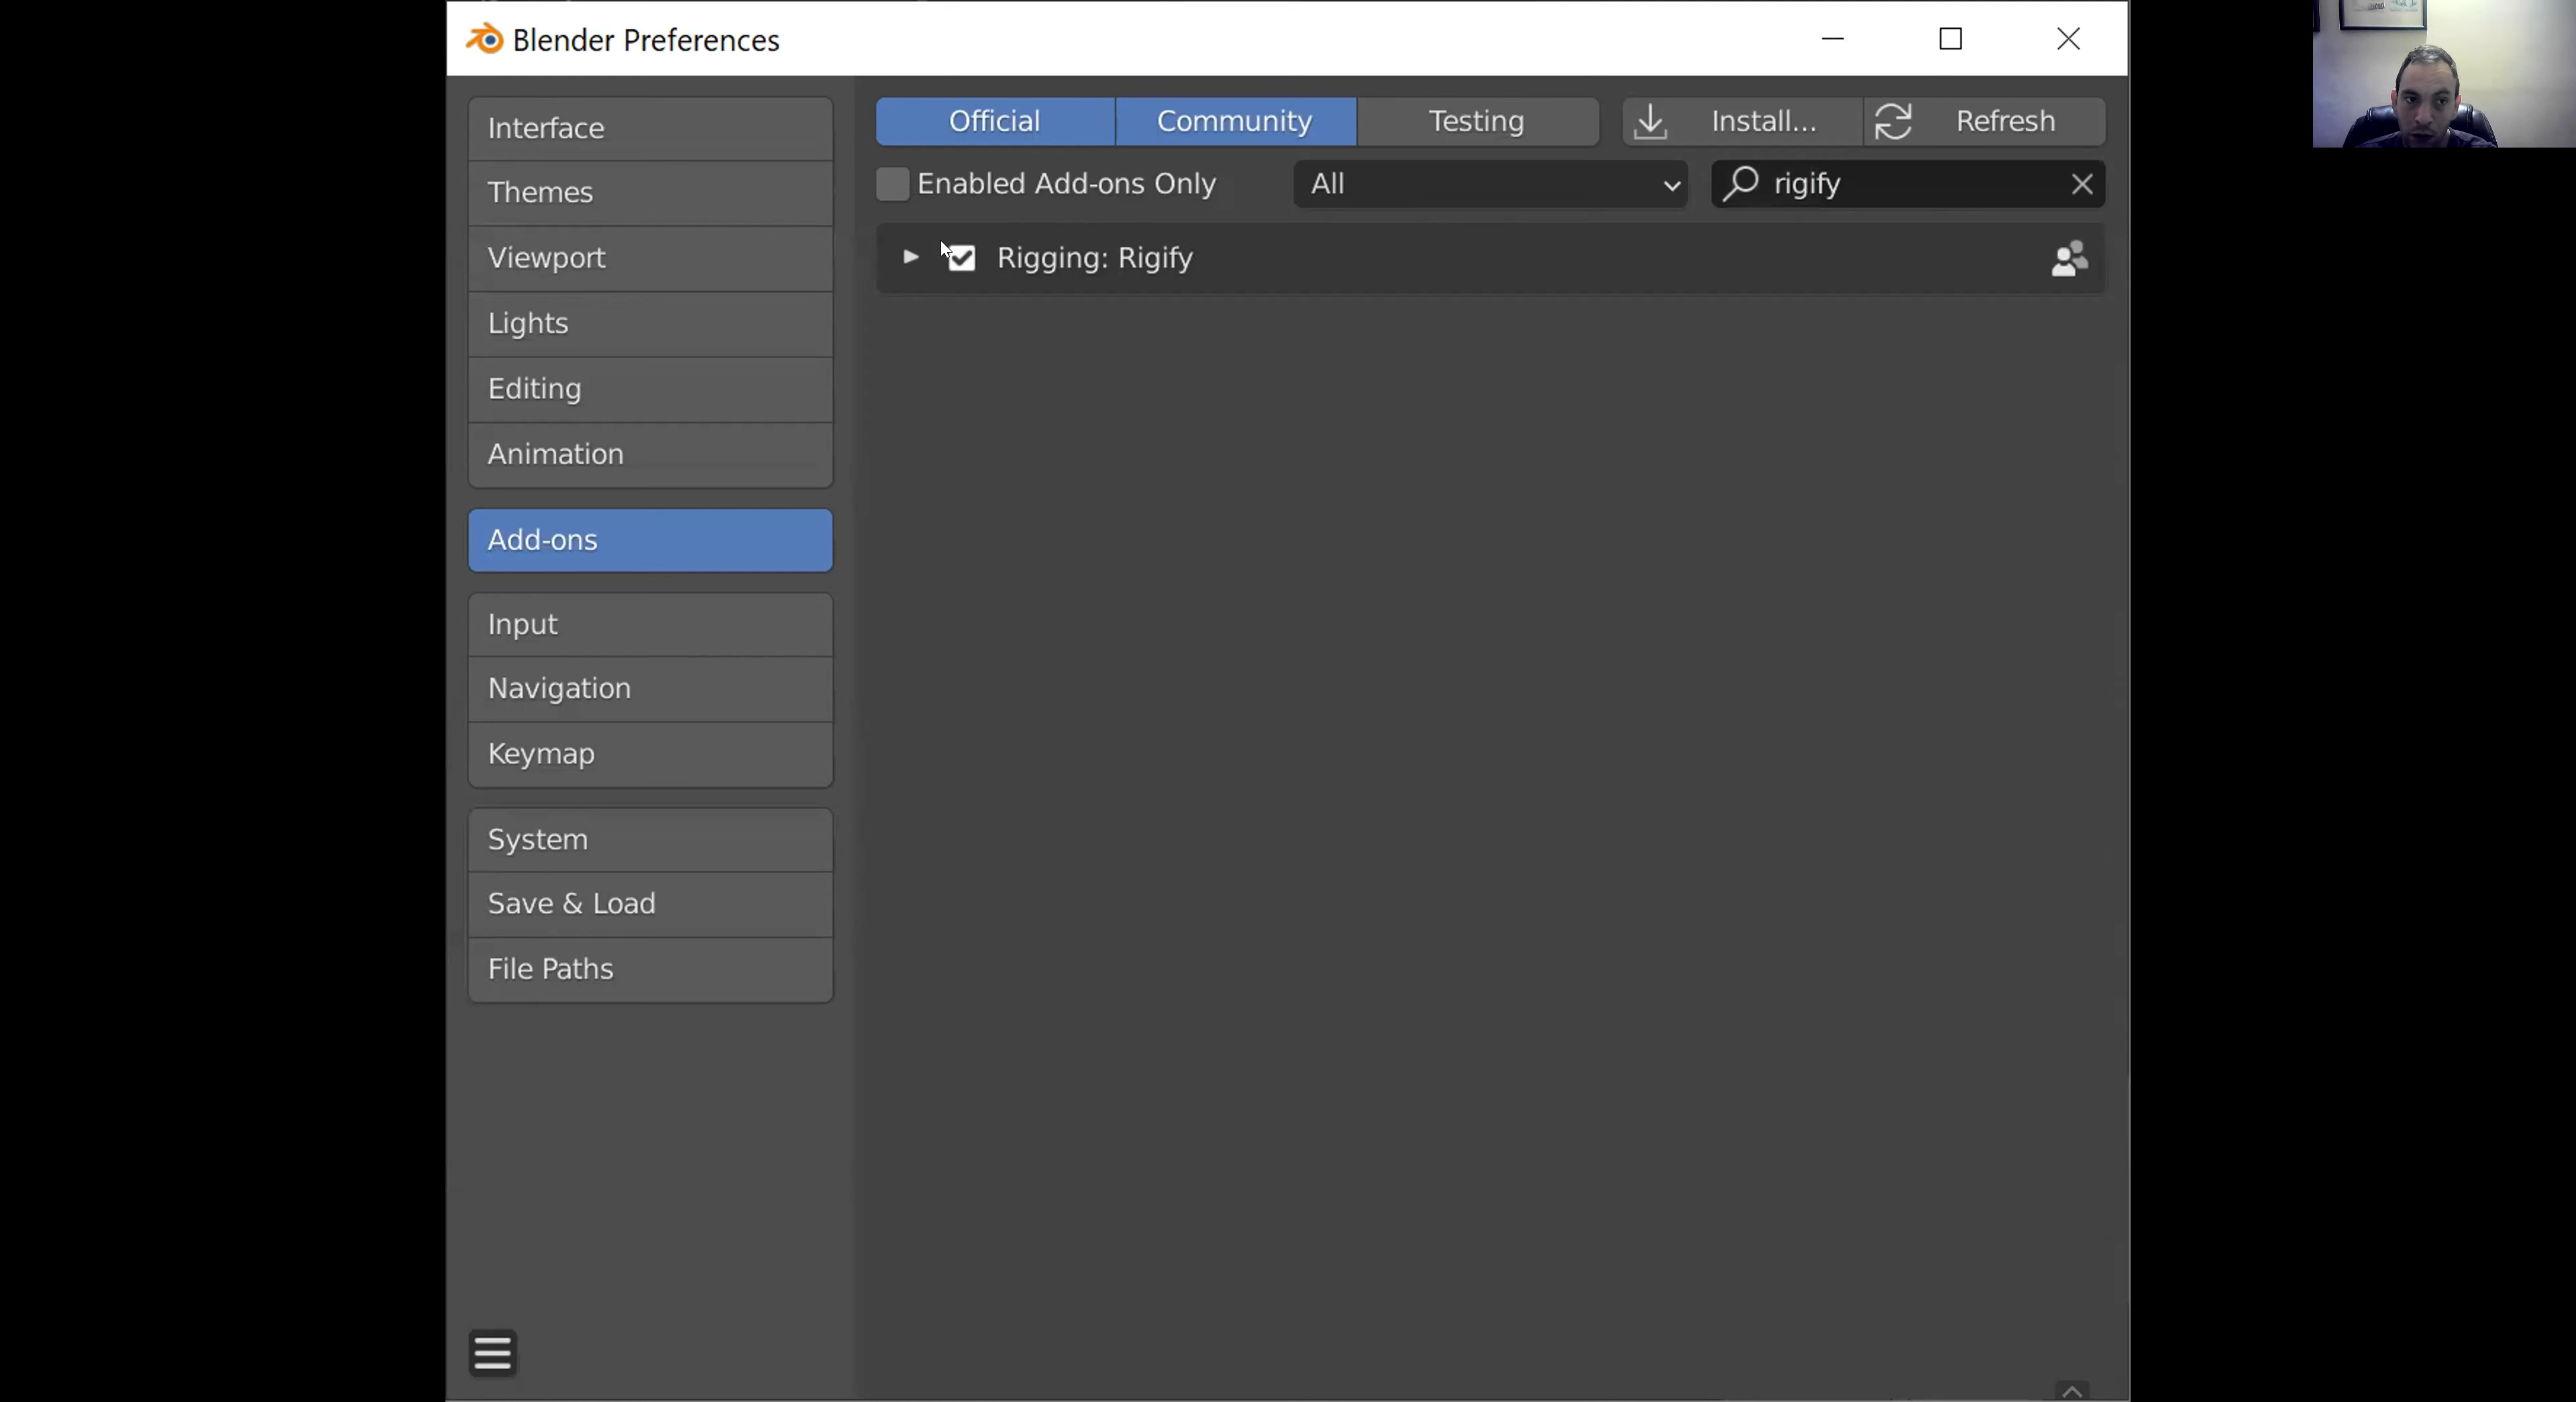 Blender Preferences
Interface
Themes
Viewport
Lights
Editing
Animation
Add-ons
Input
Navigation
Keymap
System
Save & Load
File Paths
Official Community Testing Install... Refresh
Enabled Add-ons Only All rigify
Rigging: Rigify